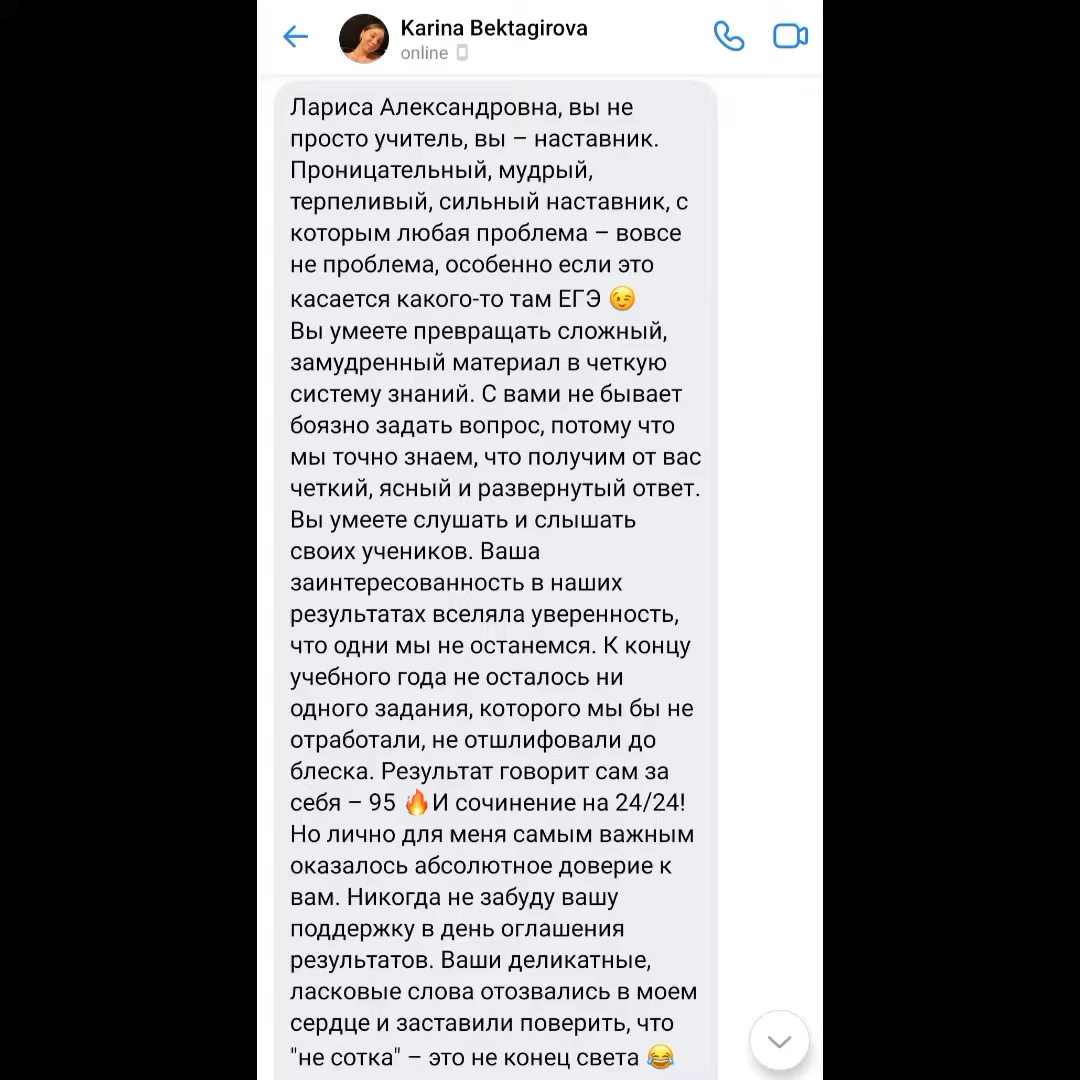 Karina Bektagirova
online
Лариса Александровна, вы не
просто учитель, вы – наставник.
Проницательный, мудрый,
терпеливый, сильный наставник, с
которым любая проблема – вовсе
не проблема, особенно если это
касается какого-то там ЕГЭ 😉
Вы умеете превращать сложный,
замудренный материал в четкую
систему знаний. С вами не бывает
боязно задать вопрос, потому что
мы точно знаем, что получим от вас
четкий, ясный и развернутый ответ.
Вы умеете слушать и слышать
своих учеников. Ваша
заинтересованность в наших
результатах вселяла уверенность,
что одни мы не останемся. К концу
учебного года не осталось ни
одного задания, которого мы бы не
отработали, не отшлифовали до
блеска. Результат говорит сам за
себя – 95 🔥И сочинение на 24/24!
Но лично для меня самым важным
оказалось абсолютное доверие к
вам. Никогда не забуду вашу
поддержку в день оглашения
результатов. Ваши деликатные,
ласковые слова отозвались в моем
сердце и заставили поверить, что
"не сотка" – это не конец света 😂